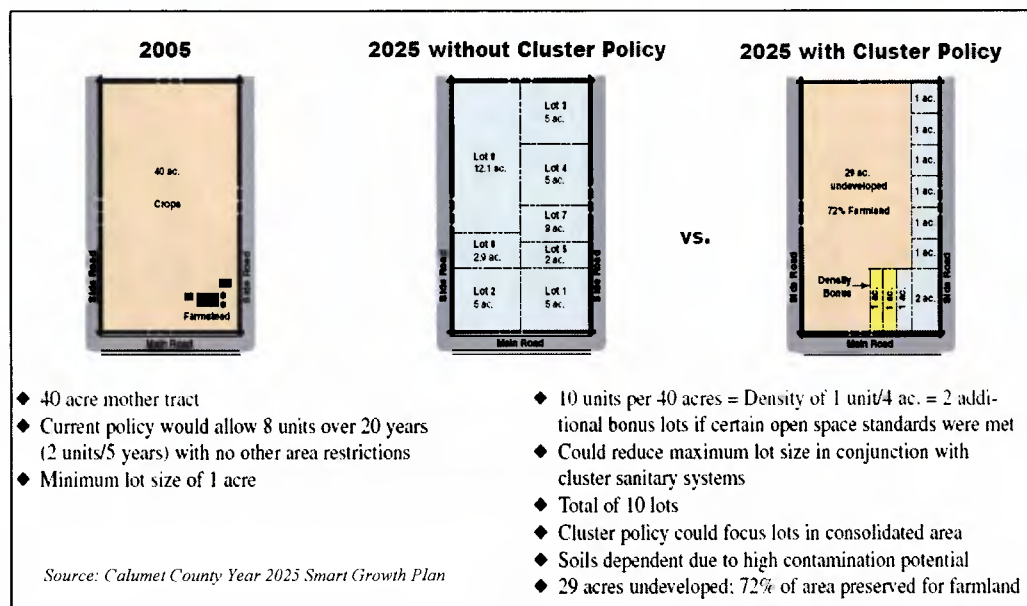 2005
2025 without Cluster Policy
2025 with Cluster Policy
40 ac.
Crops
Farmstead
Side Road
Side Road
Main Road
Lot 3
5 ac.
Lot 4
5 ac.
12.1 ac.
Lot 7
Lot 5
2 ac.
2.9 ac.
Lot 2
5 ac.
Lot 1
5 ac.
Side Road
Side Road
Main Road
vs.
1 ac.
1 ac.
1 ac.
1 ac.
1 ac.
1 ac.
29 ac.
undeveloped
72% Farmland
Density
Bonus
1 ac.
1 ac.
1 ac.
2 ac.
Side Road
Side Road
Main Road
◆ 40 acre mother tract
◆ Current policy would allow 8 units over 20 years
(2 units/5 years) with no other area restrictions
◆ Minimum lot size of 1 acre
Source: Calumet County Year 2025 Smart Growth Plan
◆ 10 units per 40 acres = Density of 1 unit/4 ac. = 2 addi-
tional bonus lots if certain open space standards were met
◆ Could reduce maximum lot size in conjunction with
cluster sanitary systems
◆ Total of 10 lots
◆ Cluster policy could focus lots in consolidated area
◆ Soils dependent due to high contamination potential
◆ 29 acres undeveloped; 72% of area preserved for farmland